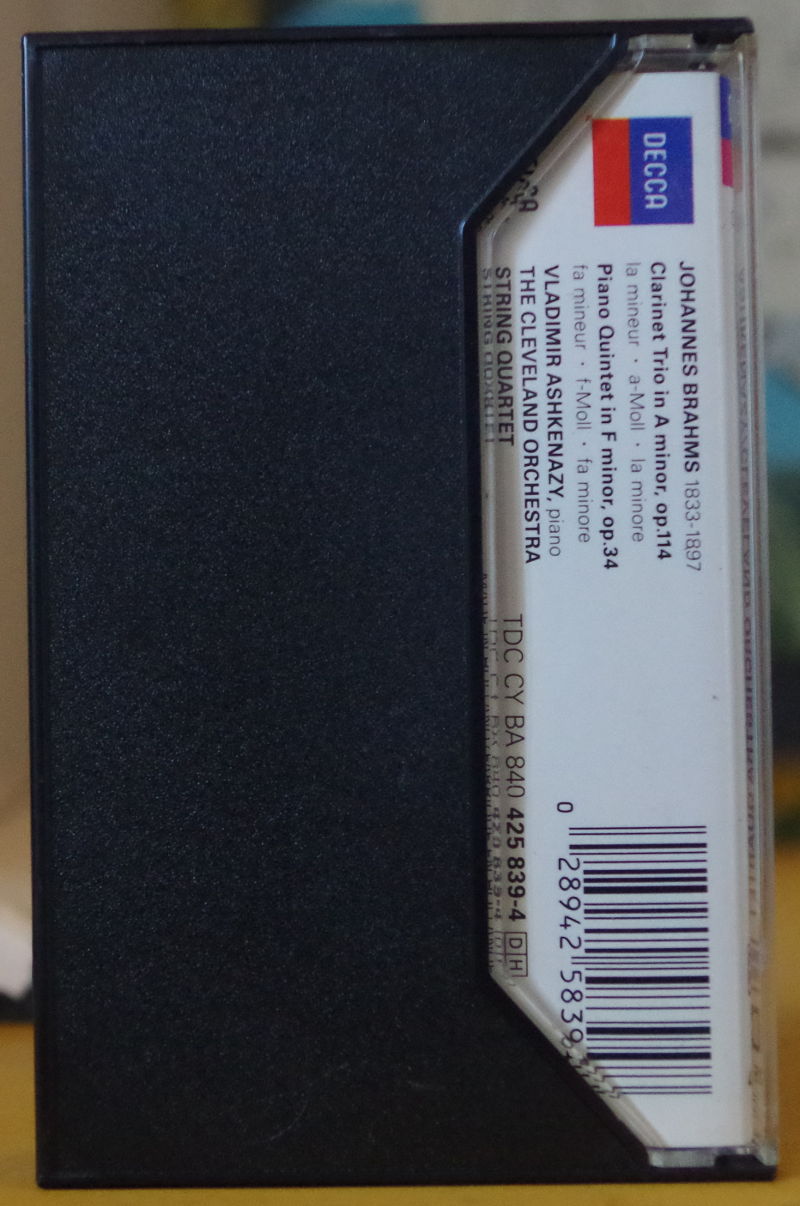 DECCA
JOHANNES BRAHMS 1833-1897
Clarinet Trio in A minor, op.114
la mineur · a-Moll · la minore
Piano Quintet in F minor, op.34
fa mineur · f-Moll · fa minore
VLADIMIR ASHKENAZY, piano
THE CLEVELAND ORCHESTRA
STRING QUARTET
TDC CY BA 840 425 839-4 DH
0 28942 5839